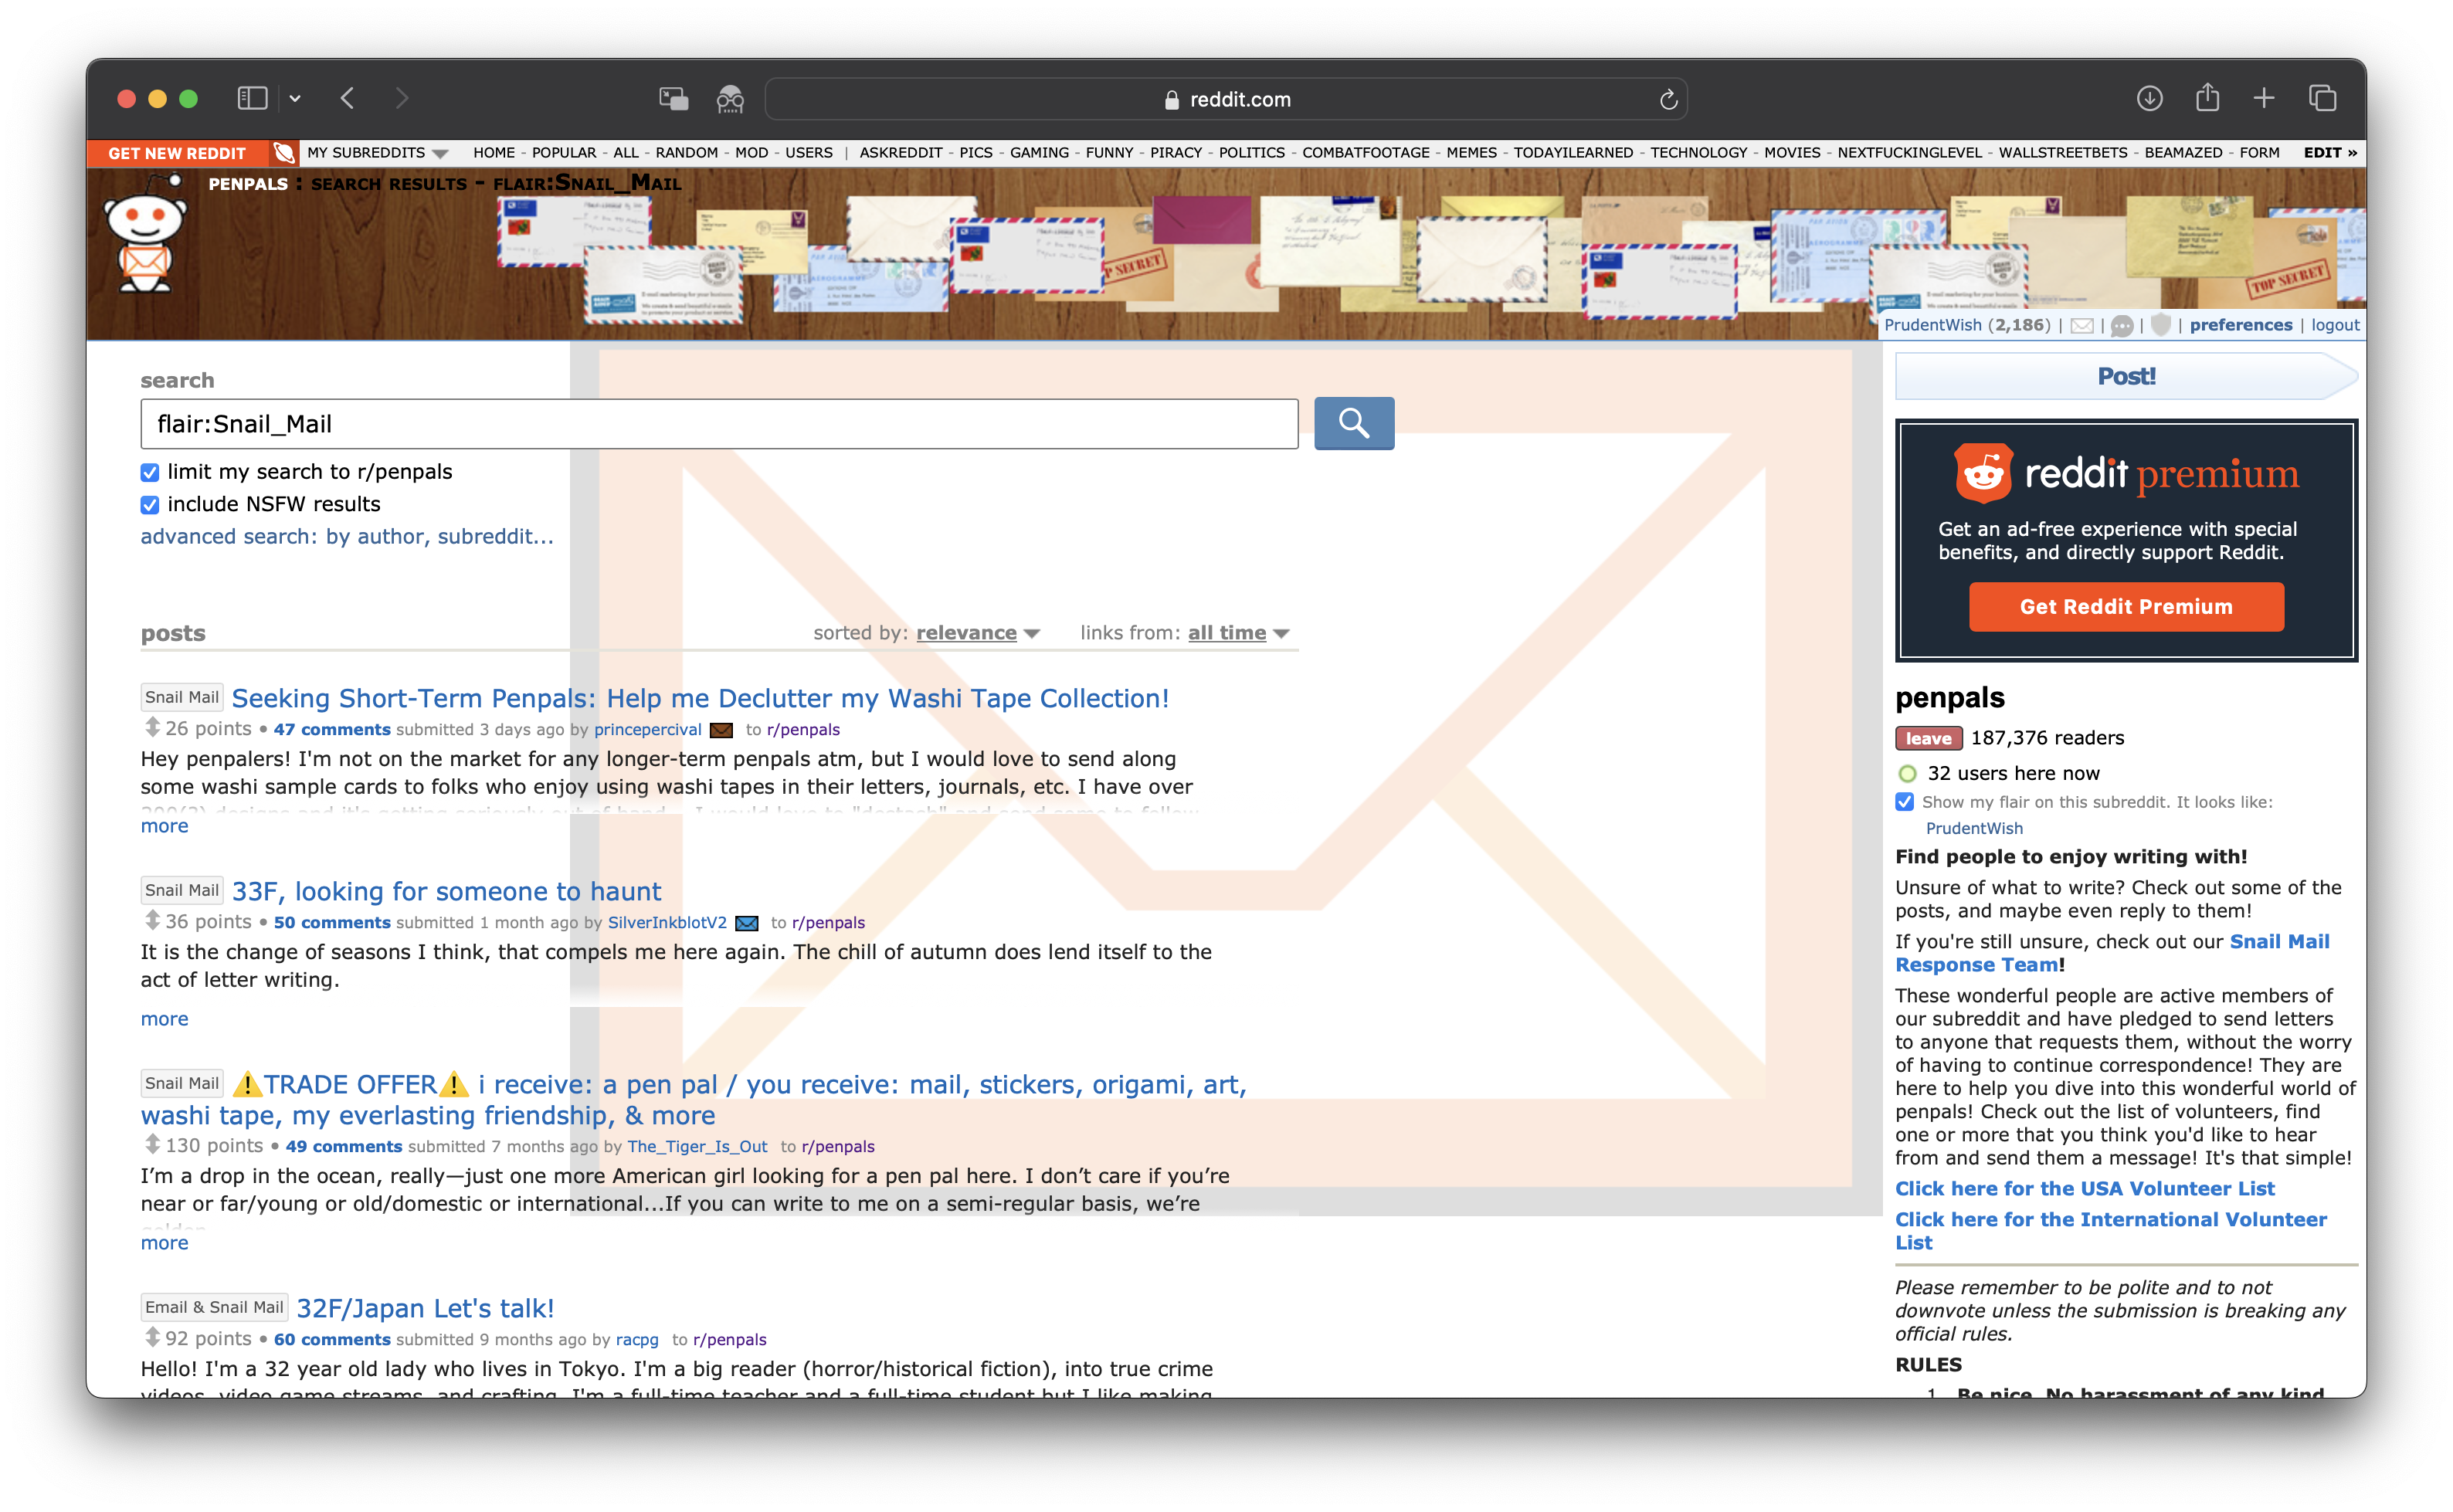 reddit.com
GET NEW REDDIT MY SUBREDDITS HOME - POPULAR - ALL - RANDOM - MOD - USERS | ASKREDDIT - PICS - GAMING - FUNNY - PIRACY - POLITICS - COMBATFOOTAGE - MEMES - TODAYILEARNED - TECHNOLOGY - MOVIES - NEXTFUCKINGLEVEL - WALLSTREETBETS - BEAMAZED - FORM EDIT »
PENPALS : SEARCH RESULTS - FLAIR:SNAIL_MAIL
TOP SECRET
PrudentWish (2,186) | | | | preferences | logout
search
flair:Snail_Mail
limit my search to r/penpals
include NSFW results
advanced search: by author, subreddit...
posts sorted by: relevance links from: all time
Snail Mail Seeking Short-Term Penpals: Help me Declutter my Washi Tape Collection!
26 points • 47 comments submitted 3 days ago by princepercival to r/penpals
Hey penpalers! I'm not on the market for any longer-term penpals atm, but I would love to send along
some washi sample cards to folks who enjoy using washi tapes in their letters, journals, etc. I have over
more
Snail Mail 33F, looking for someone to haunt
36 points • 50 comments submitted 1 month ago by SilverInkblotV2 to r/penpals
It is the change of seasons I think, that compels me here again. The chill of autumn does lend itself to the
act of letter writing.
more
Snail Mail ⚠️TRADE OFFER⚠️ i receive: a pen pal / you receive: mail, stickers, origami, art,
washi tape, my everlasting friendship, & more
130 points • 49 comments submitted 7 months ago by The_Tiger_Is_Out to r/penpals
I’m a drop in the ocean, really—just one more American girl looking for a pen pal here. I don’t care if you’re
near or far/young or old/domestic or international...If you can write to me on a semi-regular basis, we’re
golden.
more
Email & Snail Mail 32F/Japan Let's talk!
92 points • 60 comments submitted 9 months ago by racpg to r/penpals
Hello! I'm a 32 year old lady who lives in Tokyo. I'm a big reader (horror/historical fiction), into true crime
videos, video game streams, and crafting. I'm a full-time teacher and a full-time student but I like making
Post!
reddit premium
Get an ad-free experience with special
benefits, and directly support Reddit.
Get Reddit Premium
penpals
leave 187,376 readers
32 users here now
Show my flair on this subreddit. It looks like:
PrudentWish
Find people to enjoy writing with!
Unsure of what to write? Check out some of the
posts, and maybe even reply to them!
If you're still unsure, check out our Snail Mail
Response Team!
These wonderful people are active members of
our subreddit and have pledged to send letters
to anyone that requests them, without the worry
of having to continue correspondence! They are
here to help you dive into this wonderful world of
penpals! Check out the list of volunteers, find
one or more that you think you'd like to hear
from and send them a message! It's that simple!
Click here for the USA Volunteer List
Click here for the International Volunteer
List
Please remember to be polite and to not
downvote unless the submission is breaking any
official rules.
RULES
1. Be nice. No harassment of any kind